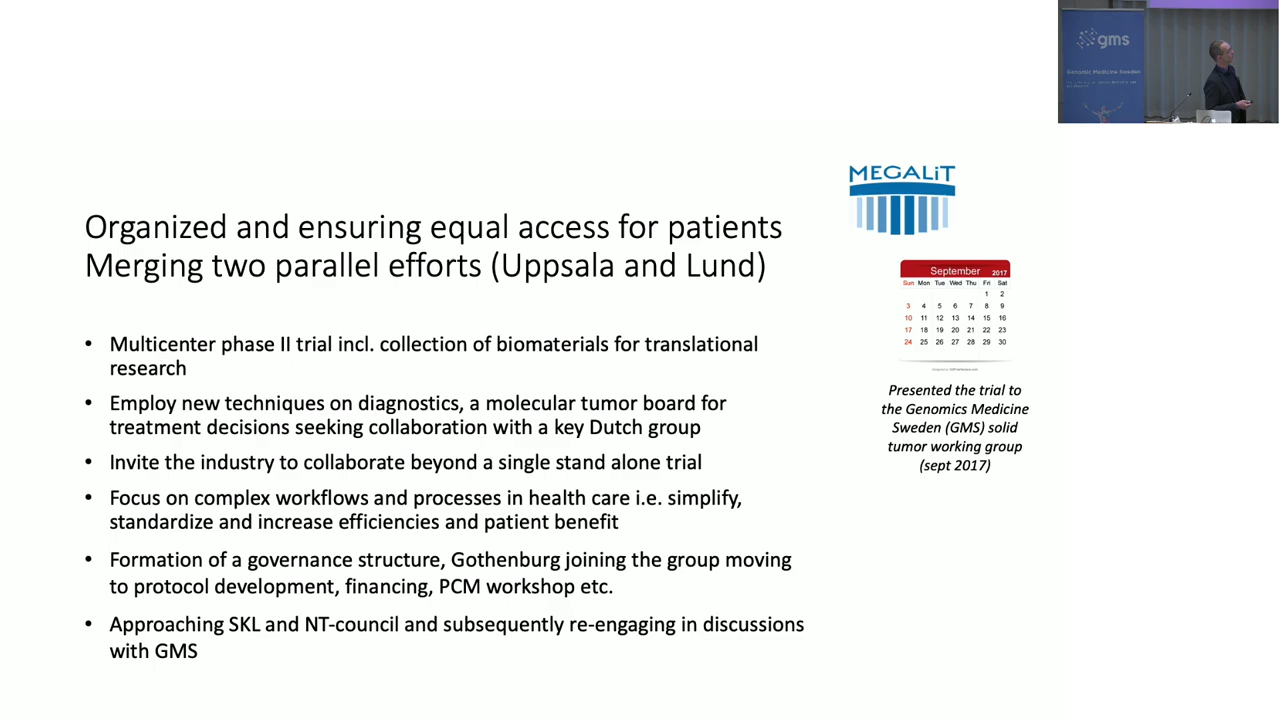 gms
Genomic Medicine Sweden
MEGALiT
Organized and ensuring equal access for patients
Merging two parallel efforts (Uppsala and Lund)
September 2017
Sun Mon Tue Wed Thu Fri Sat
1 2
3 4 5 6 7 8 9
10 11 12 13 14 15 16
17 18 19 20 21 22 23
24 25 26 27 28 29 30
Presented the trial to
the Genomics Medicine
Sweden (GMS) solid
tumor working group
(sept 2017)
• Multicenter phase II trial incl. collection of biomaterials for translational
research
• Employ new techniques on diagnostics, a molecular tumor board for
treatment decisions seeking collaboration with a key Dutch group
• Invite the industry to collaborate beyond a single stand alone trial
• Focus on complex workflows and processes in health care i.e. simplify,
standardize and increase efficiencies and patient benefit
• Formation of a governance structure, Gothenburg joining the group moving
to protocol development, financing, PCM workshop etc.
• Approaching SKL and NT-council and subsequently re-engaging in discussions
with GMS